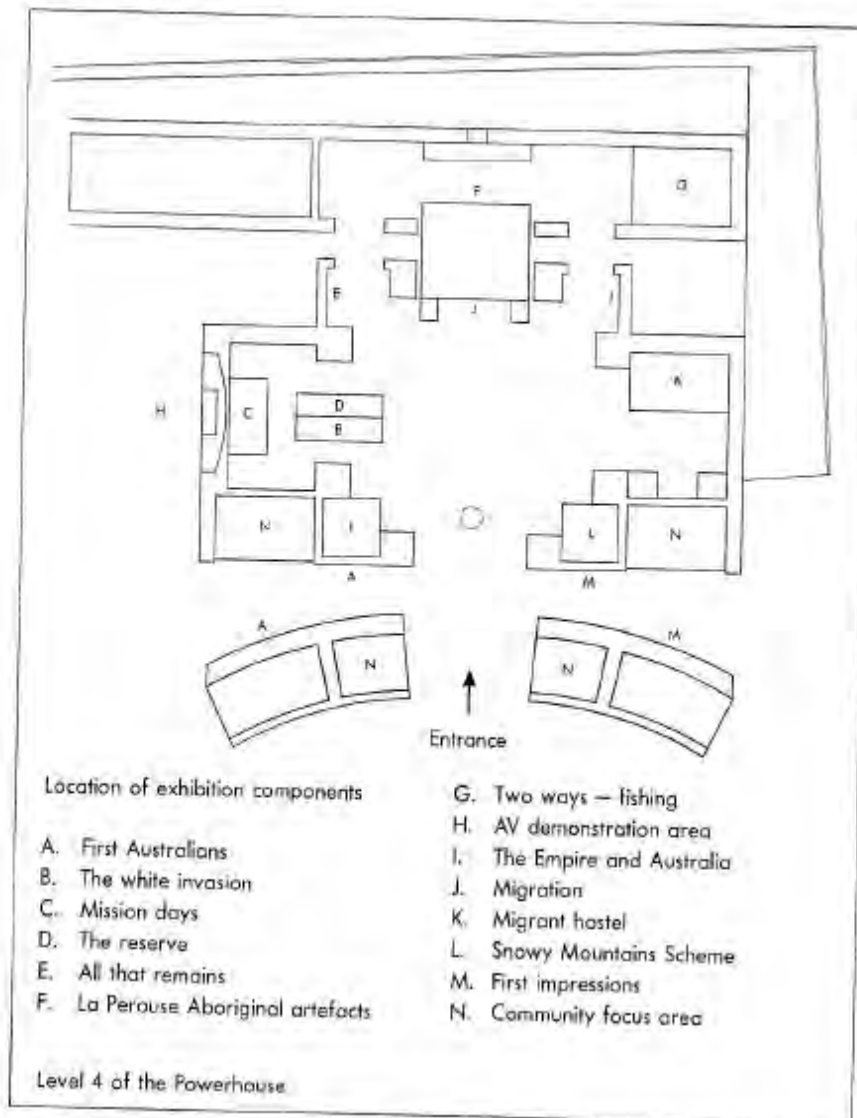 F
G
E
J
I
K
H
C
D
B
N
I
L
N
A
M
A
M
N
N
Entrance
Location of exhibition components
A. First Australians
B. The white invasion
C. Mission days
D. The reserve
E. All that remains
F. La Perouse Aboriginal artefacts
G. Two ways – fishing
H. AV demonstration area
I. The Empire and Australia
J. Migration
K. Migrant hostel
L. Snowy Mountains Scheme
M. First impressions
N. Community focus area
Level 4 of the Powerhouse